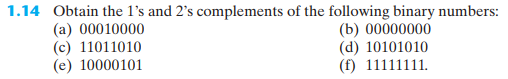 1.14 Obtain the 1's and 2's complements of the following binary numbers:
(a) 00010000 (b) 00000000
(c) 11011010 (d) 10101010
(e) 10000101 (f) 11111111.